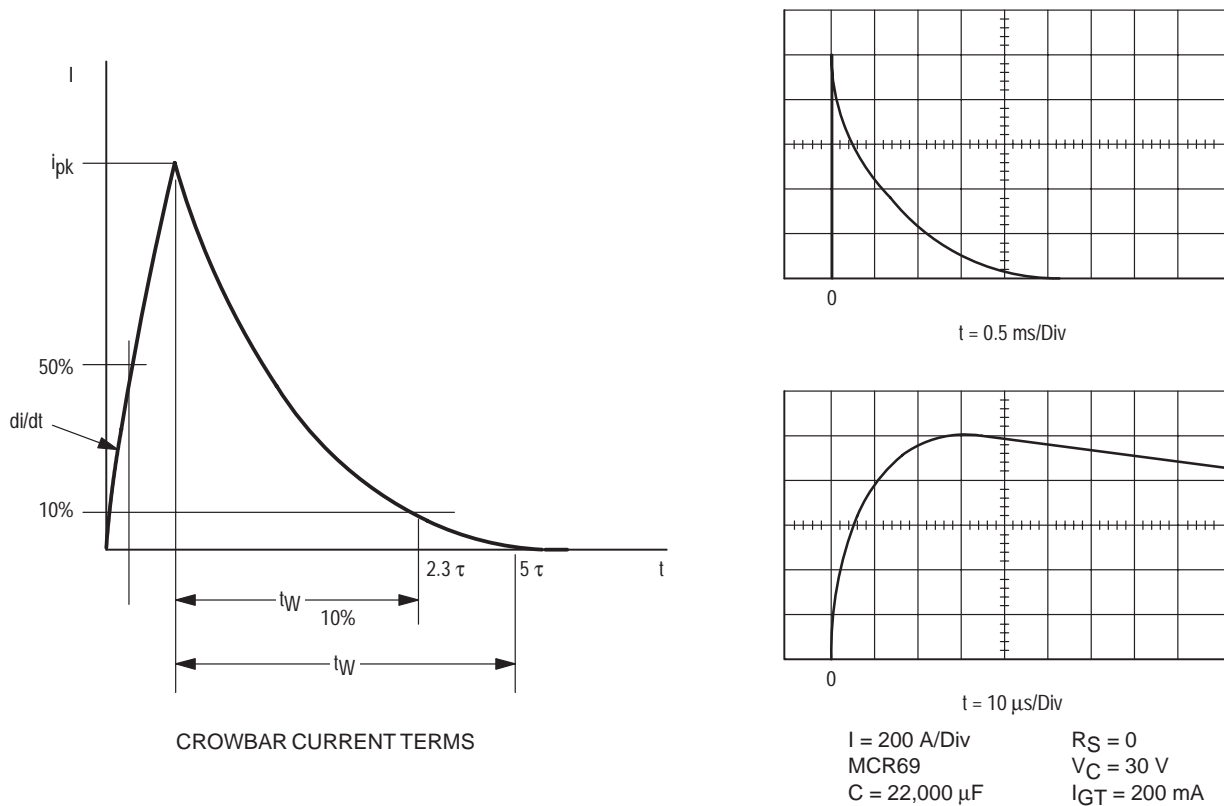 I
ipk
50%
di/dt
10%
2.3 τ
5 τ
t
tW
10%
tW
CROWBAR CURRENT TERMS
0
t = 0.5 ms/Div
0
t = 10 μs/Div
I = 200 A/Div
MCR69
C = 22,000 μF
RS = 0
VC = 30 V
IGT = 200 mA